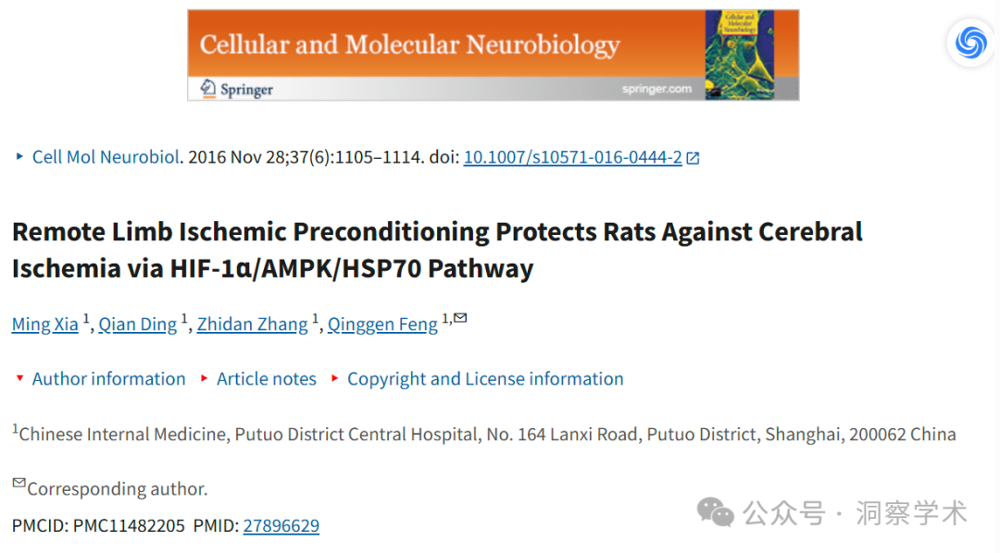 Cellular and Molecular Neurobiology
Springer
springer.com
Cell Mol Neurobiol. 2016 Nov 28;37(6):1105–1114. doi: 10.1007/s10571-016-0444-2
Remote Limb Ischemic Preconditioning Protects Rats Against Cerebral
Ischemia via HIF-1α/AMPK/HSP70 Pathway
Ming Xia 1, Qian Ding 1, Zhidan Zhang 1, Qinggen Feng 1,✉
Author information Article notes Copyright and License information
1Chinese Internal Medicine, Putuo District Central Hospital, No. 164 Lanxi Road, Putuo District, Shanghai, 200062 China
✉Corresponding author.
PMCID: PMC11482205 PMID: 27896629
公众号 · 洞察学术